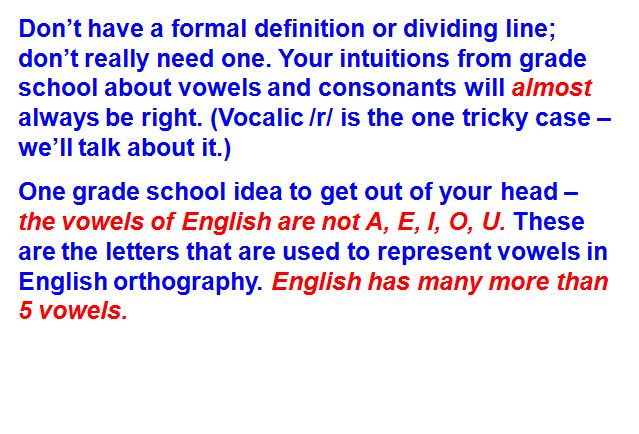 Don’t have a formal definition or dividing line;
don’t really need one. Your intuitions from grade
school about vowels and consonants will almost
always be right. (Vocalic /r/ is the one tricky case –
we’ll talk about it.)
One grade school idea to get out of your head –
the vowels of English are not A, E, I, O, U. These
are the letters that are used to represent vowels in
English orthography. English has many more than
5 vowels.